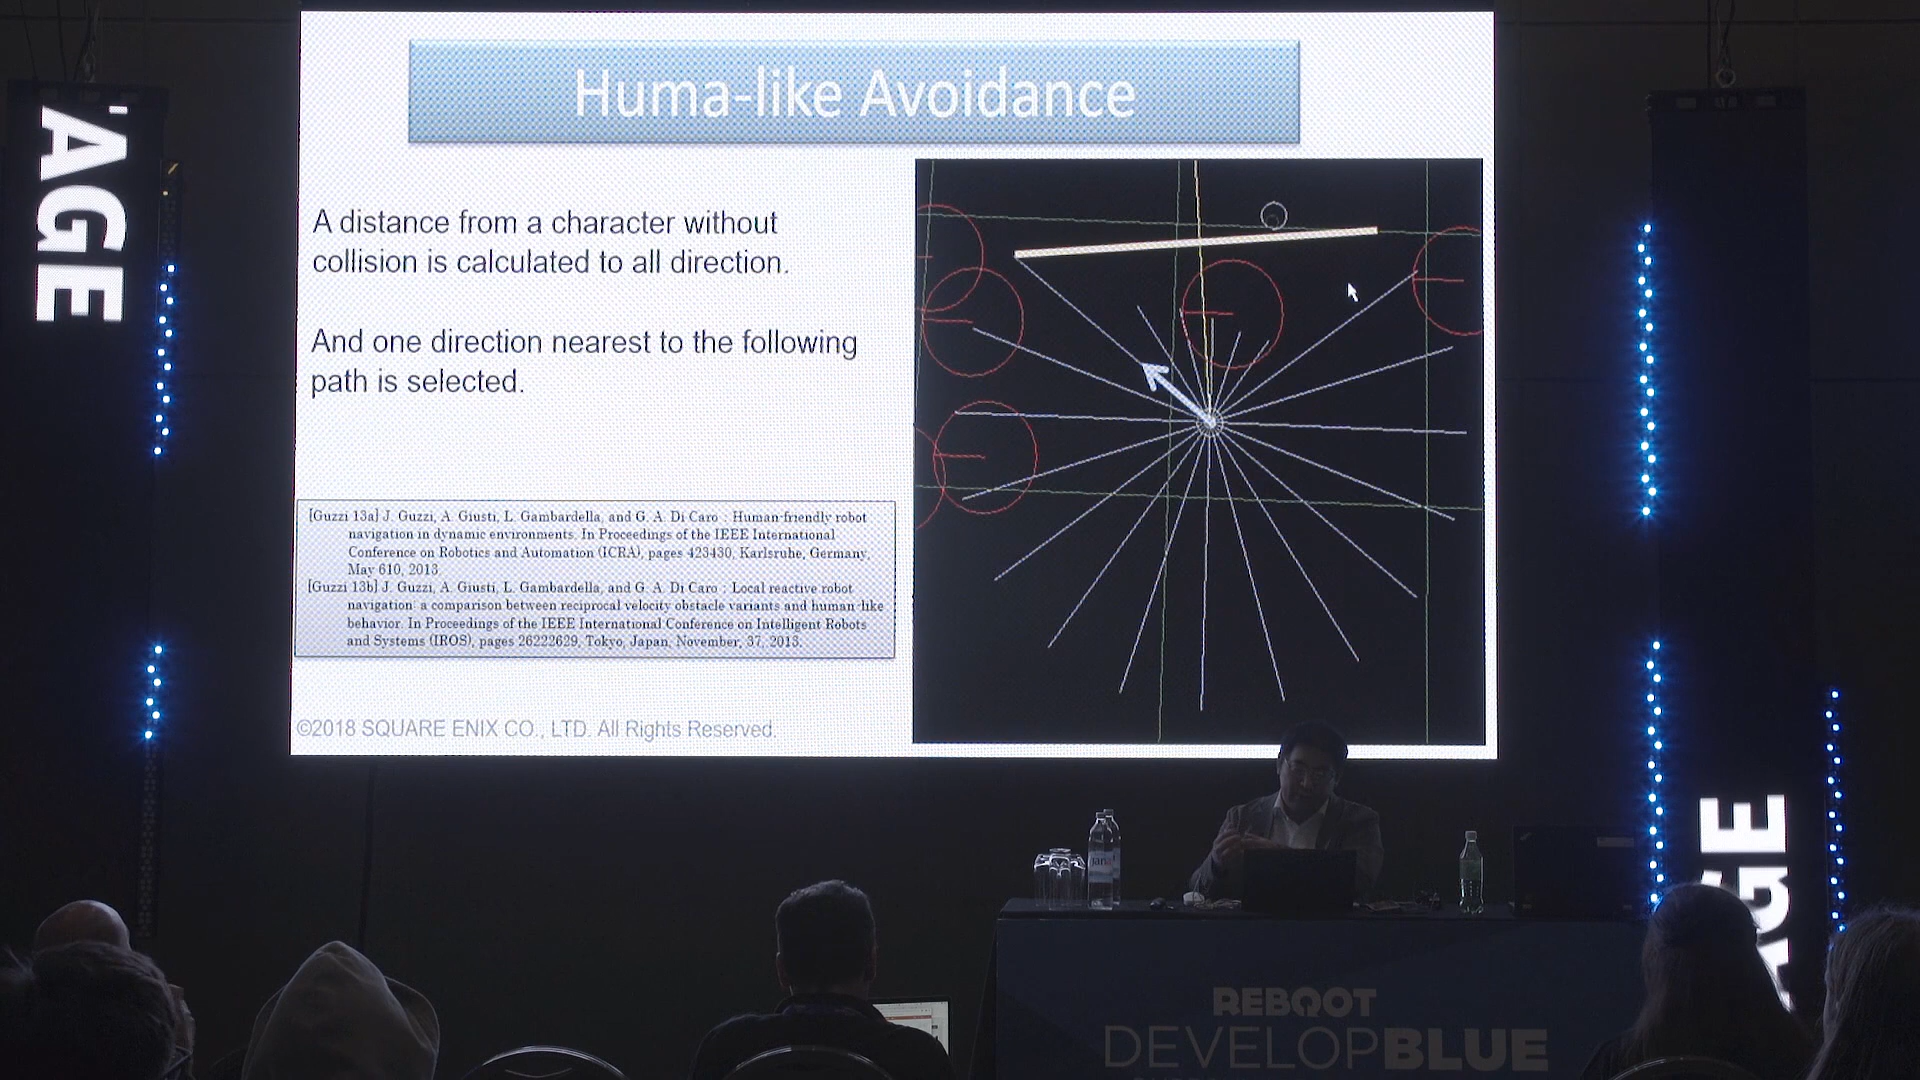 'AGE
Huma-like Avoidance
A distance from a character without
collision is calculated to all direction.
And one direction nearest to the following
path is selected.
[Guzzi 13a] J. Guzzi, A. Giusti, L. Gambardella, and G. A. Di Caro : Human-friendly robot
navigation in dynamic environments. In Proceedings of the IEEE International
Conference on Robotics and Automation (ICRA), pages 423430, Karlsruhe, Germany,
May 610, 2013.
[Guzzi 13b] J. Guzzi, A. Giusti, L. Gambardella, and G. A. Di Caro : Local reactive robot
navigation: a comparison between reciprocal velocity obstacle variants and human-like
behavior. In Proceedings of the IEEE International Conference on Intelligent Robots
and Systems (IROS), pages 26222629, Tokyo, Japan, November, 37, 2013.
©2018 SQUARE ENIX CO., LTD. All Rights Reserved.
Jana
AGE
REBOOT
DEVELOPBLUE